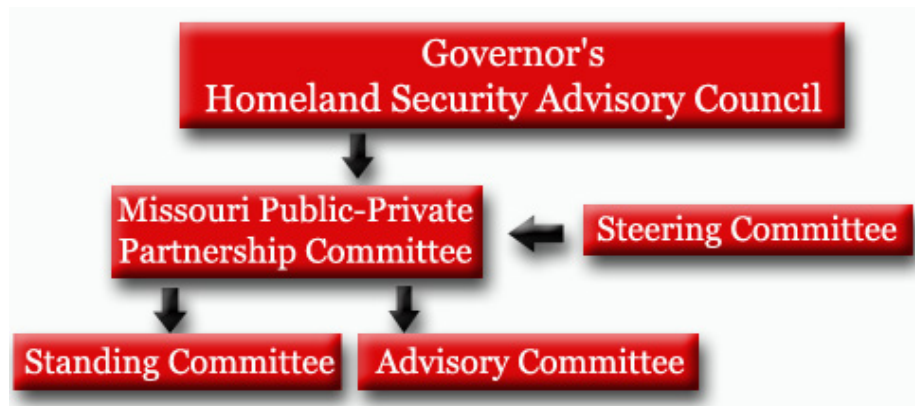 Governor's
Homeland Security Advisory Council
Missouri Public-Private
Partnership Committee
Steering Committee
Standing Committee
Advisory Committee